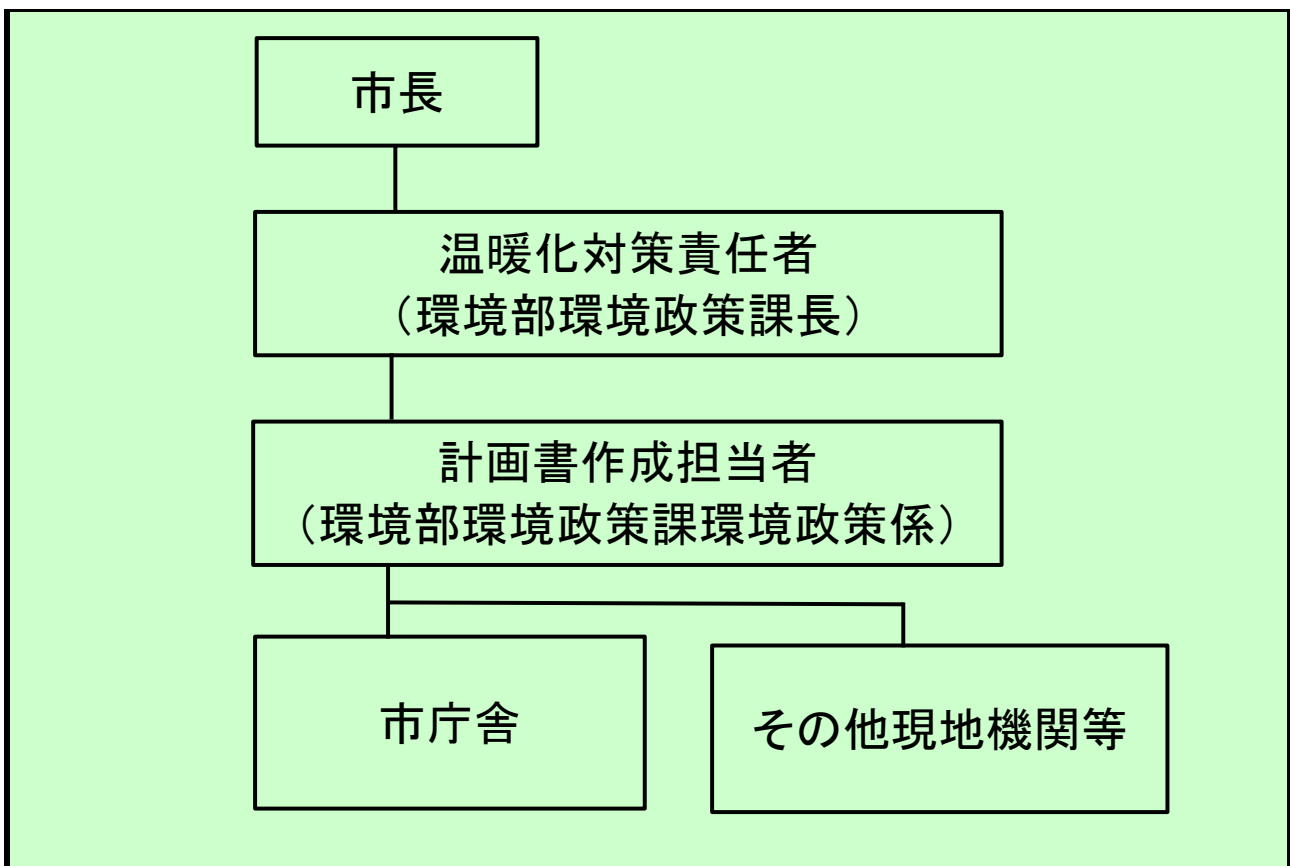 市長
温暖化対策責任者
（環境部環境政策課長）
計画書作成担当者
（環境部環境政策課環境政策係）
市庁舎
その他現地機関等